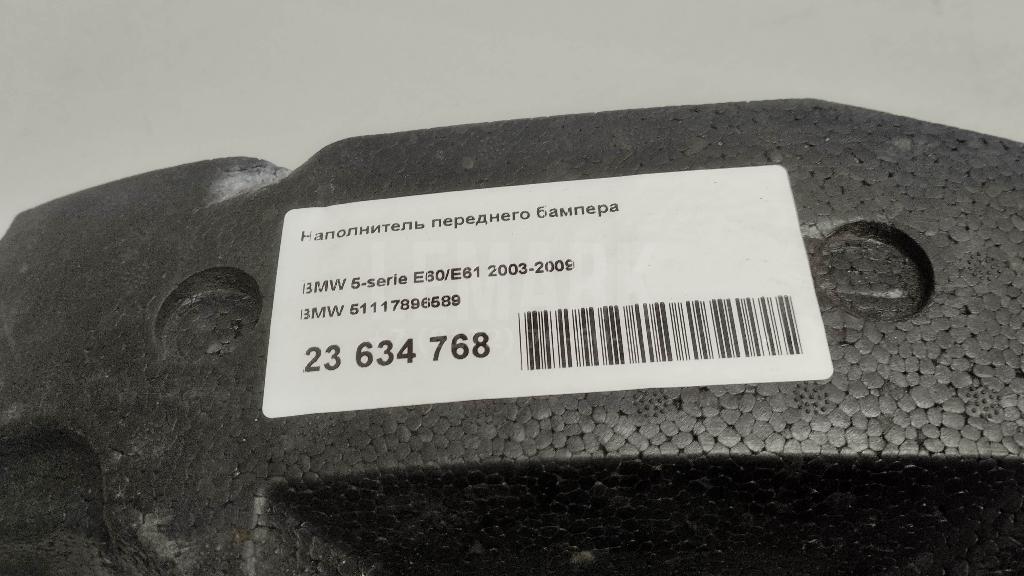 Наполнитель переднего бампера
BMW 5-serie E60/E61 2003-2009
BMW 51117896589
23 634 768